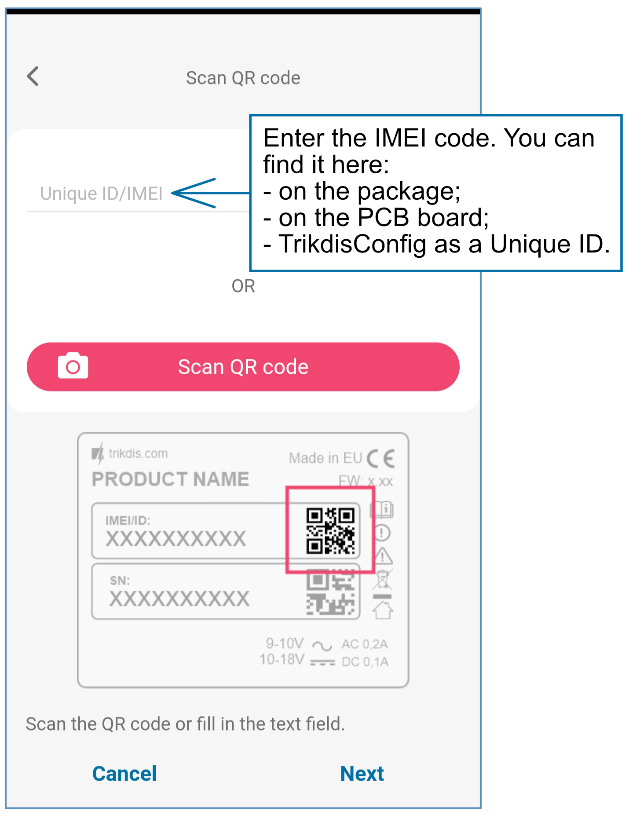 Scan QR code
Enter the IMEI code. You can
find it here:
- on the package;
- on the PCB board;
- TrikdisConfig as a Unique ID.
Unique ID/IMEI
OR
Scan QR code
trikdis.com
Made in EU CE
PRODUCT NAME
FW: x.xx
IMEI/ID:
XXXXXXXXXX
SN:
XXXXXXXXXX
9-10V AC 0,2A
10-18V DC 0,1A
Scan the QR code or fill in the text field.
Cancel
Next